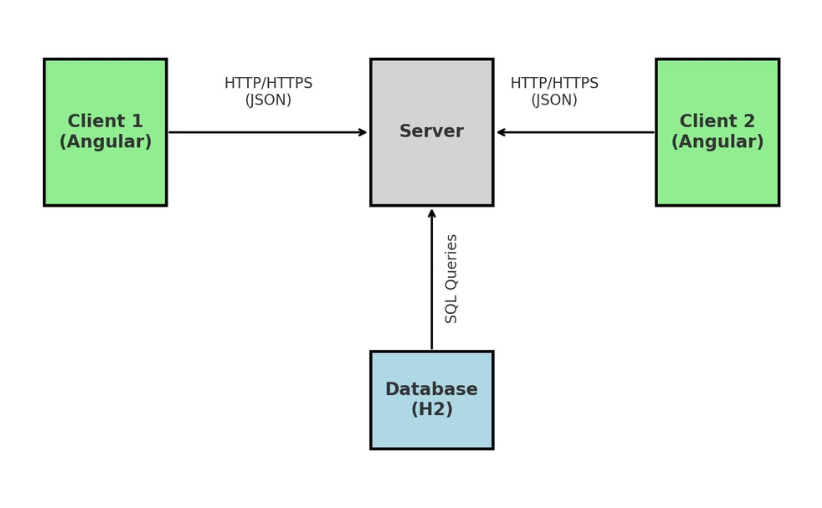 Client 1
(Angular)
HTTP/HTTPS
(JSON)
Server
HTTP/HTTPS
(JSON)
Client 2
(Angular)
SQL Queries
Database
(H2)